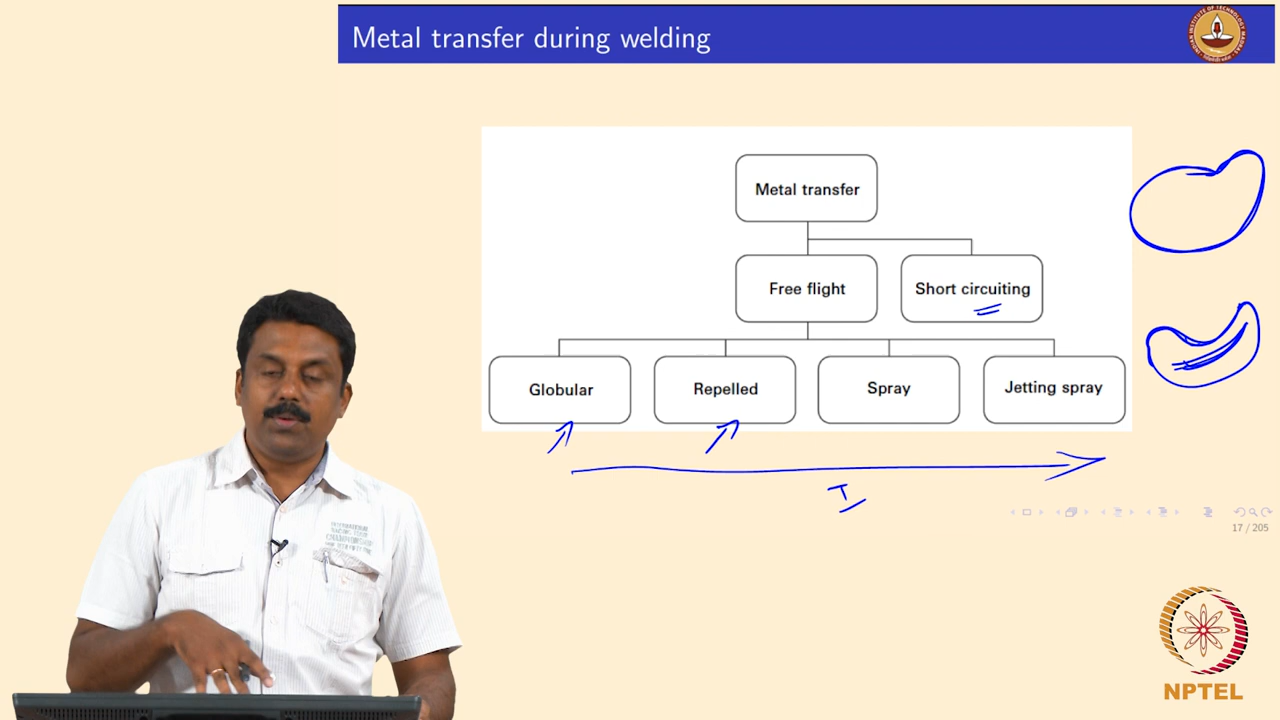 Metal transfer during welding
Metal transfer
Free flight
Short circuiting
Globular
Repelled
Spray
Jetting spray
I
17 / 205
NPTEL